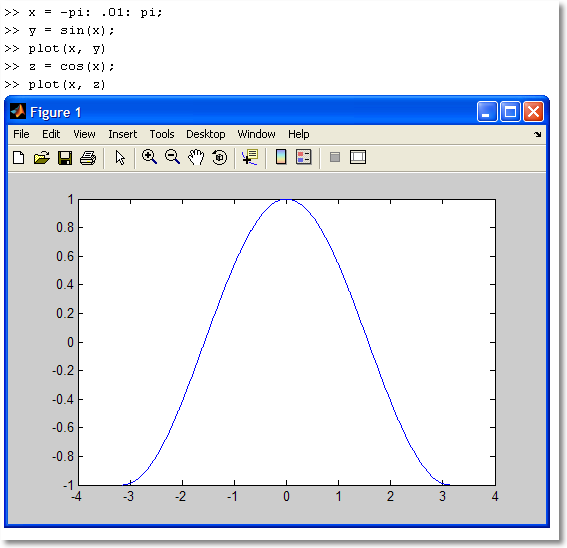 >> x = -pi: .01: pi;
>> y = sin(x);
>> plot(x, y)
>> z = cos(x);
>> plot(x, z)
Figure 1
File Edit View Insert Tools Desktop Window Help
1
0.8
0.6
0.4
0.2
0
-0.2
-0.4
-0.6
-0.8
-1
-4 -3 -2 -1 0 1 2 3 4